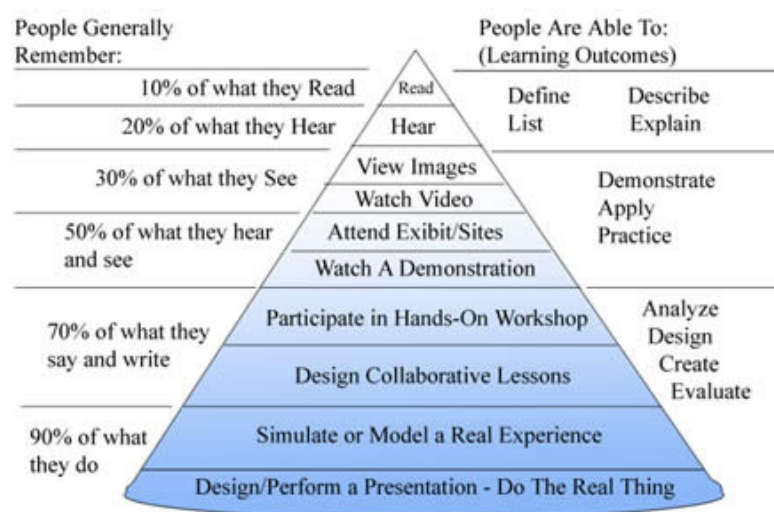 People Generally
Remember:
10% of what they Read
20% of what they Hear
30% of what they See
50% of what they hear
and see
70% of what they
say and write
90% of what
they do
Read
Hear
View Images
Watch Video
Attend Exibit/Sites
Watch A Demonstration
Participate in Hands-On Workshop
Design Collaborative Lessons
Simulate or Model a Real Experience
Design/Perform a Presentation - Do The Real Thing
People Are Able To:
(Learning Outcomes)
Define Describe
List Explain
Demonstrate
Apply
Practice
Analyze
Design
Create
Evaluate